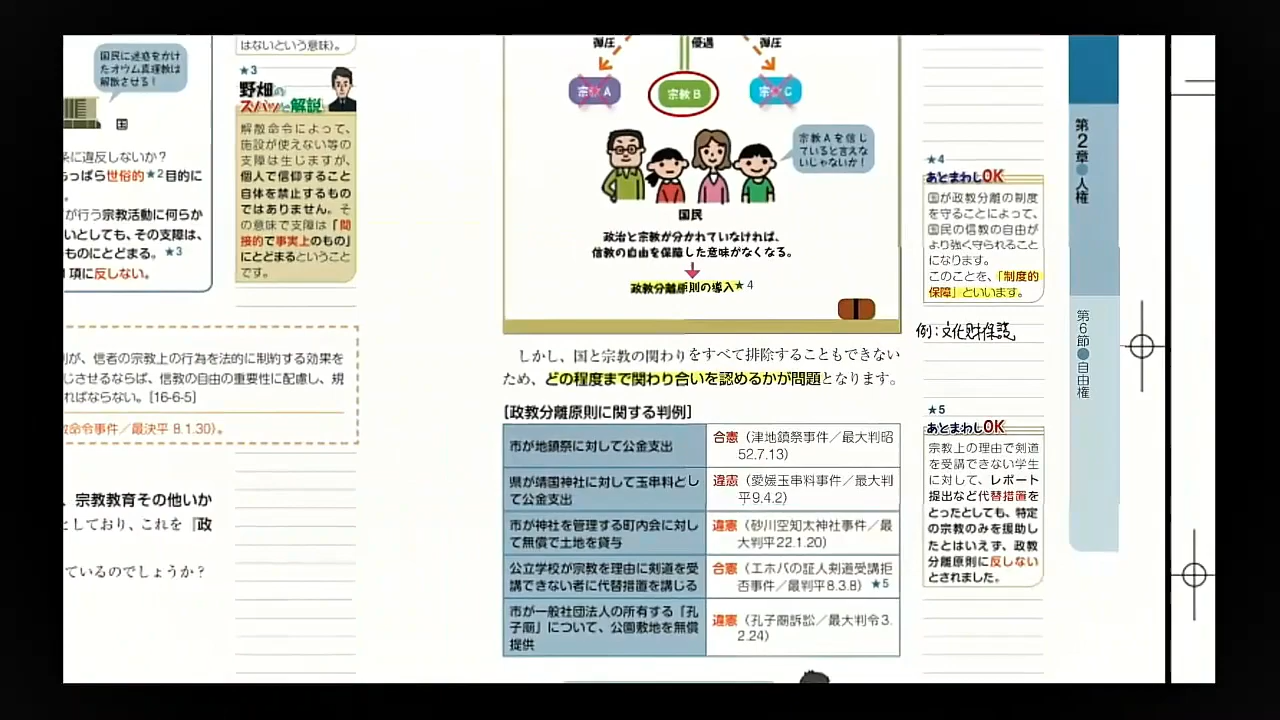 国民に迷惑をかけ
たオウム真理教は
解散させる!
国
条に違反しないか?
もっぱら世俗的★2目的に
が行う宗教活動に何らか
いとしても、その支障は、
ものにとどまる。★3
1項に反しない。
はないという意味)。
★3
野畑の
ズバッと解説
解散命令によって、
施設が使えない等の
支障は生じますが、
個人で信仰すること
自体を禁止するもの
ではありません。そ
の意味で支障は「間
接的で事実上のもの」
にとどまるということ
です。
則が、信者の宗教上の行為を法的に制約する効果を
じさせるならば、信教の自由の重要性に配慮し、規
ればならない。[16-6-5]
命令事件/最決平8.1.30)。
、宗教教育その他いか
としており、これを『政
ているのでしょうか?
弾圧
優遇
弾圧
宗教A
宗教B
宗教C
宗教Aを信じ
ていると言えな
いじゃないか!
国民
政治と宗教が分かれていなければ、
信教の自由を保障した意味がなくなる。
政教分離原則の導入★4
しかし、国と宗教の関わりをすべて排除することもできない
ため、どの程度まで関わり合いを認めるかが問題となります。
[政教分離原則に関する判例]
市が地鎮祭に対して公金支出
合憲(津地鎮祭事件/最大判昭
52.7.13)
県が靖国神社に対して玉串料とし
て公金支出
違憲(愛媛玉串料事件/最大判
平9.4.2)
市が神社を管理する町内会に対し
て無償で土地を貸与
違憲(砂川空知太神社事件/最
大判平22.1.20)
公立学校が宗教を理由に剣道を受
講できない者に代替措置を講じる
合憲(エホバの証人剣道受講拒
否事件/最判平8.3.8)★5
市が一般社団法人の所有する「孔
子廟」について、公園敷地を無償
提供
違憲(孔子廟訴訟/最大判令3.
2.24)
★4
あとまわしOK
国が政教分離の制度
を守ることによって、
国民の信教の自由が
より強く守られること
になります。
このことを、「制度的
保障」といいます。
例:文化財保護
★5
あとまわしOK
宗教上の理由で剣道
を受講できない学生
に対して、レポート
提出など代替措置を
とったとしても、特定
の宗教のみを援助し
たとはいえず、政教
分離原則に反しない
とされました。
第2章●人権
第6節●自由権